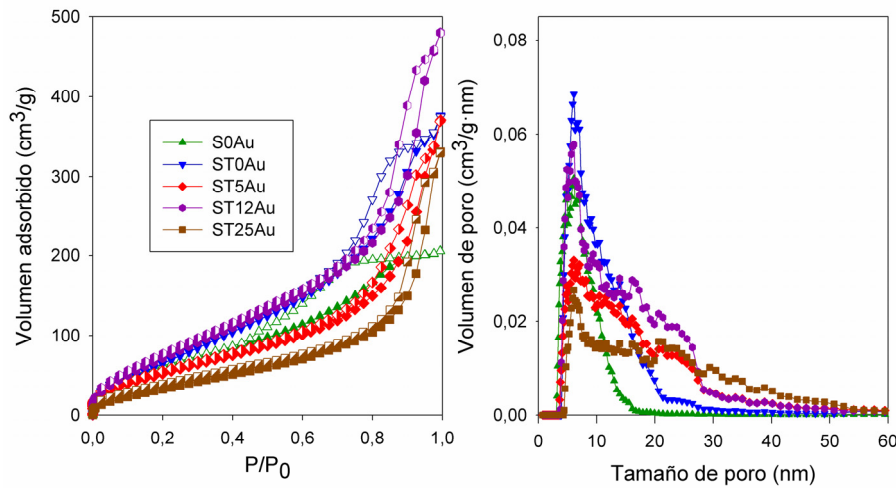 500
400
300
200
100
0
Volumen adsorbido (cm³/g)
S0Au
ST0Au
ST5Au
ST12Au
ST25Au
0,0 0,2 0,4 0,6 0,8 1,0
P/P₀
0,08
0,06
0,04
0,02
0,00
Volumen de poro (cm³/g·nm)
0 10 20 30 40 50 60
Tamaño de poro (nm)